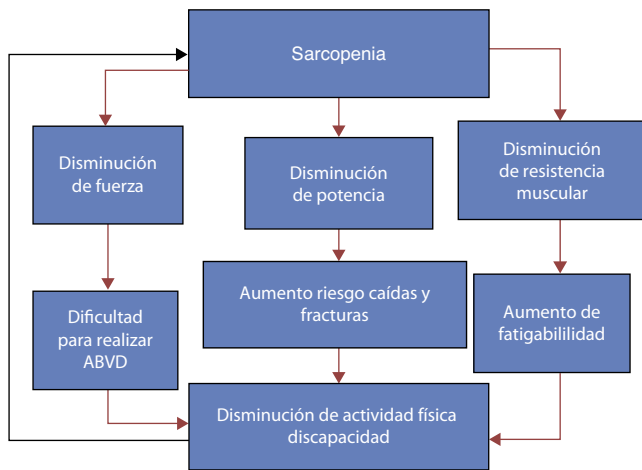 Sarcopenia
Disminución
de fuerza
Disminución
de potencia
Disminución
de resistencia
muscular
Dificultad
para realizar
ABVD
Aumento riesgo caídas y
fracturas
Aumento de
fatigabililidad
Disminución de actividad física
discapacidad